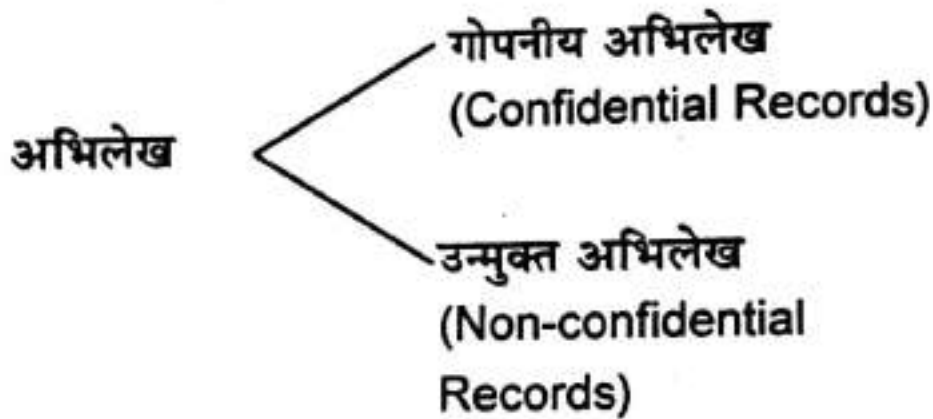 गोपनीय अभिलेख
(Confidential Records)
अभिलेख
उन्मुक्त अभिलेख
(Non-confidential
Records)